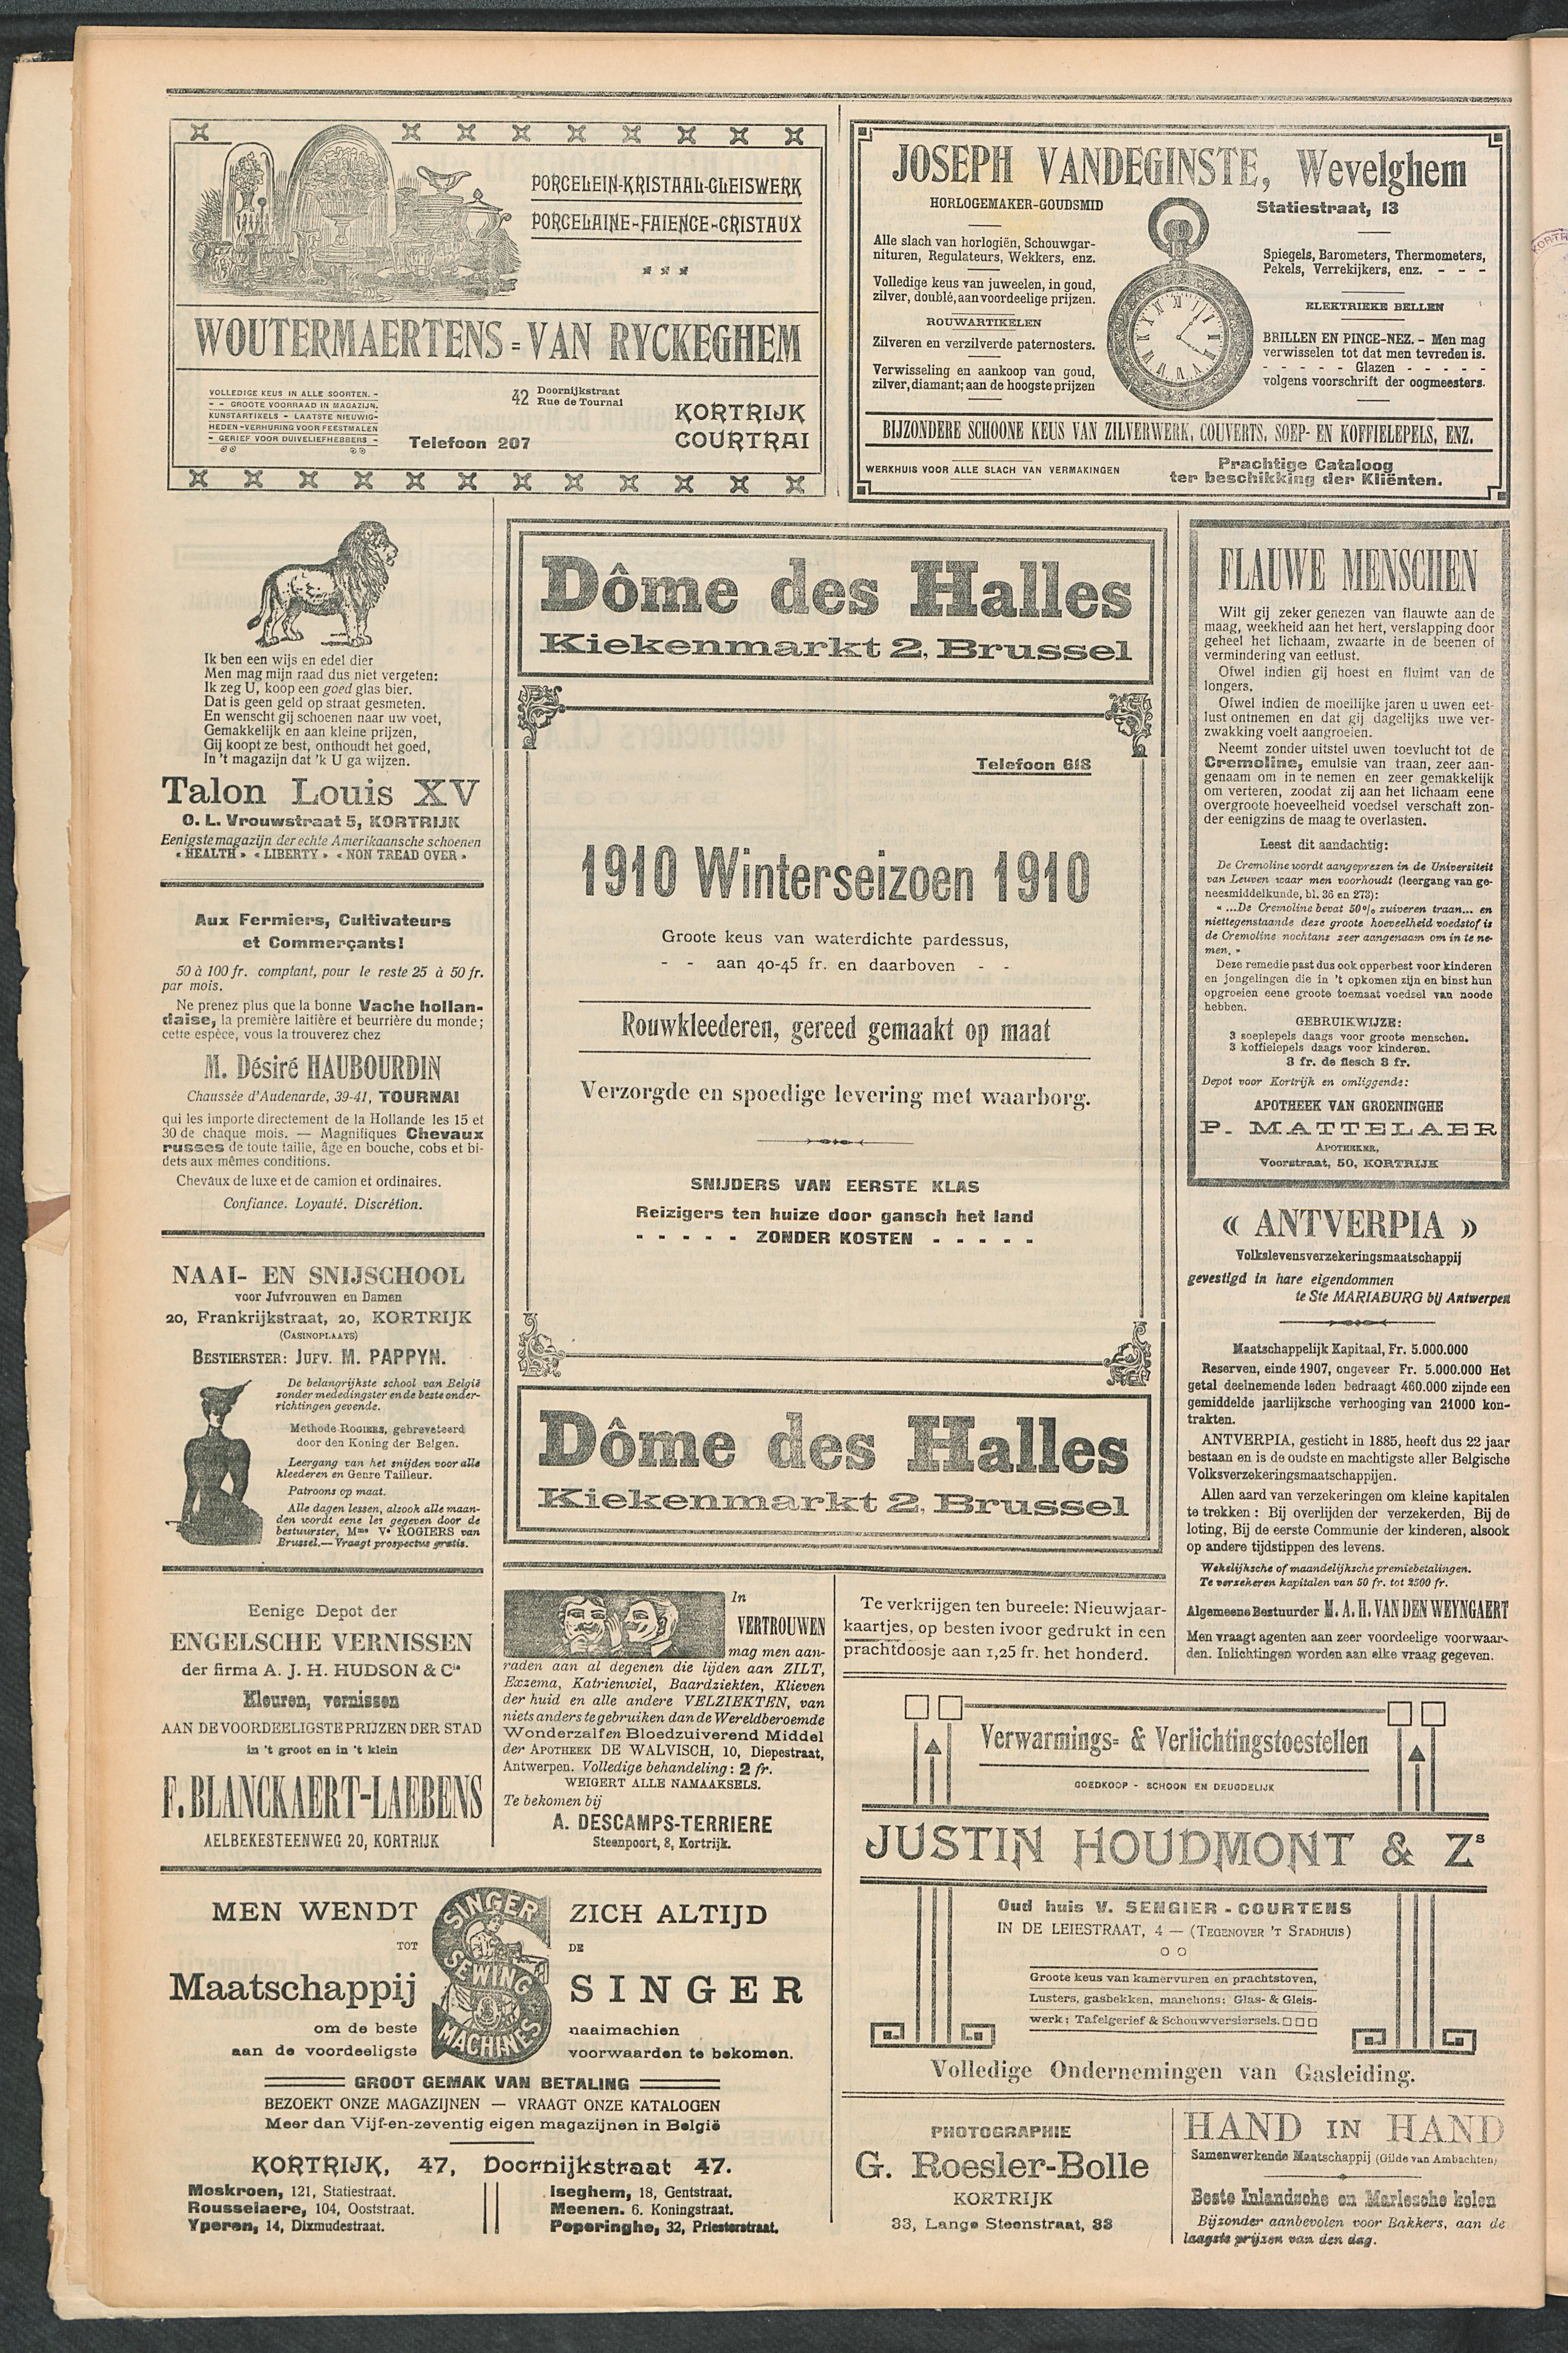 PORCELEIN-KRISTAAL-GLEISWERK
PORCELAINE-FAIENCE-CRISTAUX
WOUTERMAERTENS=VAN RYCKEGHEM
VOLLEDIGE KEUS IN ALLE SOORTEN. -
- - GROOTE VOORRAAD IN MAGAZIJN.
KUNSTARTIKELS - LAATSTE NIEUWIG-
HEDEN -VERHURING VOOR FEESTMALEN
- GERIEF VOOR DUIVELIEFHEBBERS -
42 Doornijkstraat
Rue de Tournai
Telefoon 207
KORTRIJK
COURTRAI
JOSEPH VANDEGINSTE, Wevelghem
HORLOGEMAKER-GOUDSMID
Statiestraat, 13
Alle slach van horlogiën, Schouwgar-
nituren, Regulateurs, Wekkers, enz.
Volledige keus van juweelen, in goud,
zilver, doublé, aan voordeelige prijzen.
ROUWARTIKELEN
Zilveren en verzilverde paternosters.
Verwisseling en aankoop van goud,
zilver, diamant; aan de hoogste prijzen
Spiegels, Barometers, Thermometers,
Pekels, Verrekijkers, enz. - - -
ELEKTRIEKE BELLEN
BRILLEN EN PINCE-NEZ. - Men mag
verwisselen tot dat men tevreden is.
- - - - - Glazen - - - - -
volgens voorschrift der oogmeesters.
BIJZONDERE SCHOONE KEUS VAN ZILVERWERK, COUVERTS, SOEP- EN KOFFIELEPELS, ENZ.
WERKHUIS VOOR ALLE SLACH VAN VERMAKINGEN
Prachtige Cataloog
ter beschikking der Kliënten.
Ik ben een wijs en edel dier
Men mag mijn raad dus niet vergeten:
Ik zeg U, koop een goed glas bier.
Dat is geen geld op straat gesmeten.
En wenscht gij schoenen naar uw voet,
Gemakkelijk en aan kleine prijzen,
Gij koopt ze best, onthoudt het goed,
In 't magazijn dat 'k U ga wijzen.
Talon Louis XV
O. L. Vrouwstraat 5, KORTRIJK
Eenigste magazijn der echte Amerikaansche schoenen
« HEALTH » « LIBERTY » « NON TREAD OVER »
Aux Fermiers, Cultivateurs
et Commerçants!
50 à 100 fr. comptant, pour le reste 25 à 50 fr.
par mois.
Ne prenez plus que la bonne Vache hollan-
daise, la première laitière et beurrière du monde;
cette espèce, vous la trouverez chez
M. Désiré HAUBOURDIN
Chaussée d'Audenarde, 39-41, TOURNAI
qui les importe directement de la Hollande les 15 et
30 de chaque mois. — Magnifiques Chevaux
russes de toute taille, âge en bouche, cobs et bi-
dets aux mêmes conditions.
Chevaux de luxe et de camion et ordinaires.
Confiance. Loyauté. Discrétion.
NAAI- EN SNIJSCHOOL
voor Jufvrouwen en Damen
20, Frankrijkstraat, 20, KORTRIJK
(CASINOPLAATS)
BESTIERSTER: JUFV. M. PAPPYN.
De belangrijkste school van België
zonder mededingster en de beste onder-
richtingen gevende.
Methode ROGIERS, gebreveteerd
door den Koning der Belgen.
Leergang van het snijden voor alle
kleederen en Genre Tailleur.
Patroons op maat.
Alle dagen lessen, alsook alle maan-
den wordt eene les gegeven door de
bestuurster, Mme Ve ROGIERS van
Brussel.— Vraagt prospectus gratis.
Eenige Depot der
ENGELSCHE VERNISSEN
der firma A. J. H. HUDSON & Cie
Kleuren, vernissen
AAN DE VOORDEELIGSTE PRIJZEN DER STAD
in 't groot en in 't klein
F. BLANCKAERT-LAEBENS
AELBEKESTEENWEG 20, KORTRIJK
Dôme des Halles
Kiekenmarkt 2, Brussel
Telefoon 618
1910 Winterseizoen 1910
Groote keus van waterdichte pardessus,
- - aan 40-45 fr. en daarboven - -
Rouwkleederen, gereed gemaakt op maat
Verzorgde en spoedige levering met waarborg.
SNIJDERS VAN EERSTE KLAS
Reizigers ten huize door gansch het land
- - - - - ZONDER KOSTEN - - - - -
Dôme des Halles
Kiekenmarkt 2, Brussel
FLAUWE MENSCHEN
Wilt gij zeker genezen van flauwte aan de
maag, weekheid aan het hert, verslapping door
geheel het lichaam, zwaarte in de beenen of
vermindering van eetlust.
Ofwel indien gij hoest en fluimt van de
longers.
Ofwel indien de moeilijke jaren u uwen eet-
lust ontnemen en dat gij dagelijks uwe ver-
zwakking voelt aangroeien.
Neemt zonder uitstel uwen toevlucht tot de
Cremoline, emulsie van traan, zeer aan-
genaam om in te nemen en zeer gemakkelijk
om verteren, zoodat zij aan het lichaam eene
overgroote hoeveelheid voedsel verschaft zon-
der eenigzins de maag te overlasten.
Leest dit aandachtig:
De Cremoline wordt aangeprezen in de Universiteit
van Leuven waar men voorhoudt (leergang van ge-
neesmiddelkunde, bl. 36 en 273):
« ...De Cremoline bevat 50% zuiveren traan... en
niettegenstaande deze groote hoeveelheid voedstof is
de Cremoline nochtans zeer aangenaam om in te ne-
men. »
Deze remedie past dus ook opperbest voor kinderen
en jongelingen die in 't opkomen zijn en binst hun
opgroeien eene groote toemaat voedsel van noode
hebben.
GEBRUIKWIJZE:
3 soeplepels daags voor groote menschen.
3 koffielepels daags voor kinderen.
3 fr. de flesch 3 fr.
Depot voor Kortrijk en omliggende:
APOTHEEK VAN GROENINGHE
P. MATTELAER
APOTHEKER,
Voorstraat, 50, KORTRIJK
« ANTVERPIA »
Volkslevensverzekeringsmaatschappij
gevestigd in hare eigendommen
te Ste MARIABURG bij Antwerpen
Maatschappelijk Kapitaal, Fr. 5.000.000
Reserven, einde 1907, ongeveer Fr. 5.000.000 Het
getal deelnemende leden bedraagt 460.000 zijnde een
gemiddelde jaarlijksche verhooging van 21000 kon-
trakten.
ANTVERPIA, gesticht in 1885, heeft dus 22 jaar
bestaan en is de oudste en machtigste aller Belgische
Volksverzekeringsmaatschappijen.
Allen aard van verzekeringen om kleine kapitalen
te trekken : Bij overlijden der verzekerden, Bij de
loting, Bij de eerste Communie der kinderen, alsook
op andere tijdstippen des levens.
Wekelijksche of maandelijksche premiebetalingen.
Te verzekeren kapitalen van 50 fr. tot 2500 fr.
Algemeene Bestuurder M. A. H. VAN DEN WEYNGAERT
Men vraagt agenten aan zeer voordeelige voorwaar-
den. Inlichtingen worden aan elke vraag gegeven.
In
VERTROUWEN
mag men aan-
raden aan al degenen die lijden aan ZILT,
Exzema, Katrienwiel, Baardziekten, Klieven
der huid en alle andere VELZIEKTEN, van
niets anders te gebruiken dan de Wereldberoemde
Wonderzalf en Bloedzuiverend Middel
der APOTHEEK DE WALVISCH, 10, Diepestraat,
Antwerpen. Volledige behandeling: 2 fr.
WEIGERT ALLE NAMAAKSELS.
Te bekomen bij
A. DESCAMPS-TERRIERE
Steenpoort, 8, Kortrijk.
Te verkrijgen ten bureele: Nieuwjaar-
kaartjes, op besten ivoor gedrukt in een
prachtdoosje aan 1,25 fr. het honderd.
Verwarmings= & Verlichtingstoestellen
GOEDKOOP - SCHOON EN DEUGDELIJK
JUSTIN HOUDMONT & Zs
Oud huis V. SENGIER - COURTENS
IN DE LEIESTRAAT, 4 — (TEGENOVER 'T STADHUIS)
Groote keus van kamervuren en prachtstoven,
Lusters, gasbekken, manchons: Glas- & Gleis-
werk; Tafelgerief & Schouwversiersels.
Volledige Ondernemingen van Gasleiding.
MEN WENDT ZICH ALTIJD
TOT DE
Maatschappij SINGER
om de beste naaimachien
aan de voordeeligste voorwaarden te bekomen.
SINGER
SEWING
MACHINES
GROOT GEMAK VAN BETALING
BEZOEKT ONZE MAGAZIJNEN — VRAAGT ONZE KATALOGEN
Meer dan Vijf-en-zeventig eigen magazijnen in België
KORTRIJK, 47, Doornijkstraat 47.
Moskroen, 121, Statiestraat.
Rousselaere, 104, Ooststraat.
Yperen, 14, Dixmudestraat.
Iseghem, 18, Gentstraat.
Meenen. 6. Koningstraat.
Poperinghe, 32, Priesterstraat.
PHOTOGRAPHIE
G. Roesler-Bolle
KORTRIJK
33, Lange Steenstraat, 33
HAND IN HAND
Samenwerkende Maatschappij (Gilde van Ambachten)
Beste Inlandsche en Marlesche kolen
Bijzonder aanbevolen voor Bakkers, aan de
laagste prijzen van den dag.